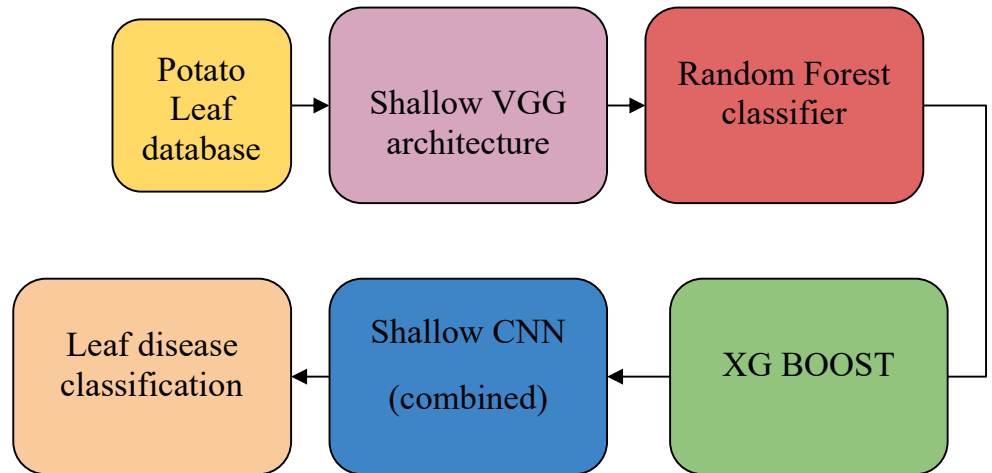 Potato
Leaf
database
Shallow VGG
architecture
Random Forest
classifier
XG BOOST
Shallow CNN
(combined)
Leaf disease
classification